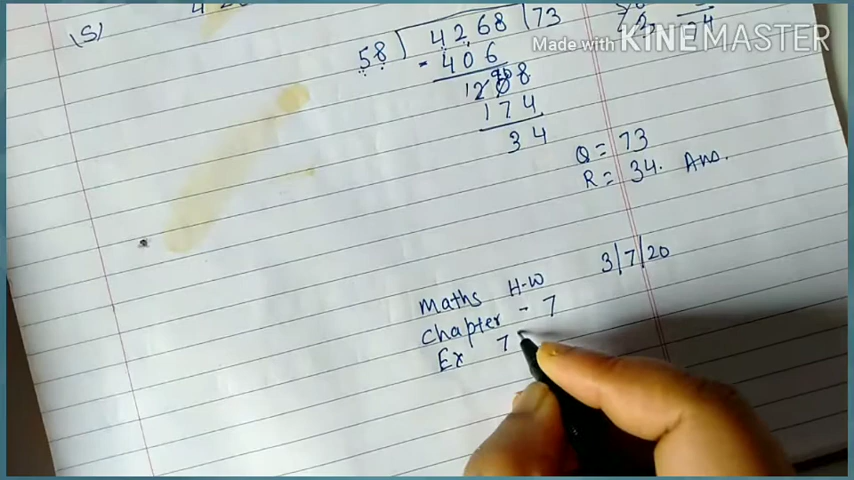 (S)
58) 4268 (73
- 406
208
174
34
Q = 73
R = 34. Ans.
Maths H-W 3/7/20
Chapter - 7
Ex 7
Made with KINEMASTER